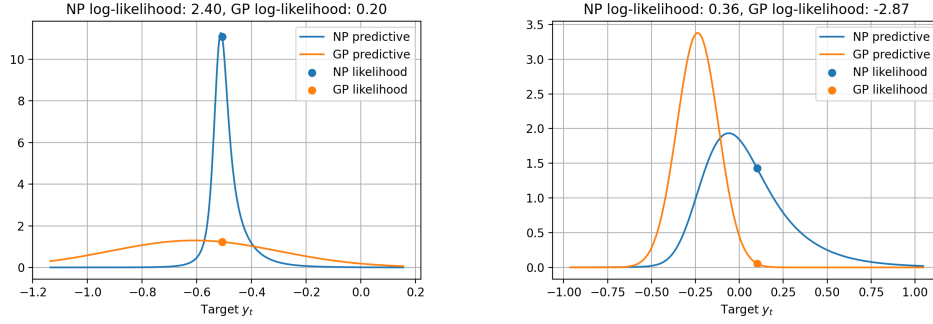 NP log-likelihood: 2.40, GP log-likelihood: 0.20
NP predictive
GP predictive
NP likelihood
GP likelihood
10
8
6
4
2
0
−1.2 −1.0 −0.8 −0.6 −0.4 −0.2 0.0 0.2
Target y_t
NP log-likelihood: 0.36, GP log-likelihood: -2.87
NP predictive
GP predictive
NP likelihood
GP likelihood
3.5
3.0
2.5
2.0
1.5
1.0
0.5
0.0
−1.00 −0.75 −0.50 −0.25 0.00 0.25 0.50 0.75 1.00
Target y_t